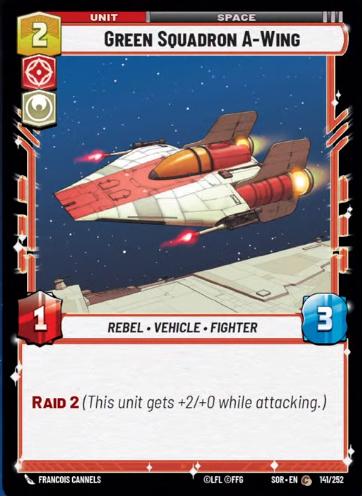 UNIT
SPACE
2
GREEN SQUADRON A-WING
1
REBEL • VEHICLE • FIGHTER
3
RAID 2 (This unit gets +2/+0 while attacking.)
FRANCOIS CANNELS
©LFL ©FFG
SOR • EN C 141/252